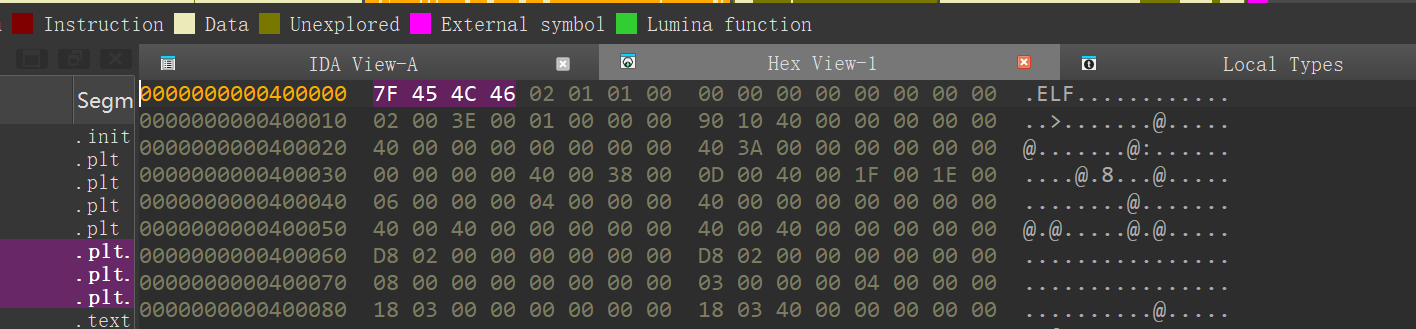 Instruction Data Unexplored External symbol Lumina function
IDA View-A Hex View-1 Local Types
Segm
.init
.plt
.plt
.plt
.plt
.plt.
.plt.
.plt.
.text
0000000000400000 7F 45 4C 46 02 01 01 00 00 00 00 00 00 00 00 00 .ELF............
0000000000400010 02 00 3E 00 01 00 00 00 90 10 40 00 00 00 00 00 ..>.......@.....
0000000000400020 40 00 00 00 00 00 00 00 40 3A 00 00 00 00 00 00 @.......@:......
0000000000400030 00 00 00 00 40 00 38 00 0D 00 40 00 1F 00 1E 00 ....@.8...@.....
0000000000400040 06 00 00 00 04 00 00 00 40 00 00 00 00 00 00 00 ........@.......
0000000000400050 40 00 40 00 00 00 00 00 40 00 40 00 00 00 00 00 @.@.....@.@.....
0000000000400060 D8 02 00 00 00 00 00 00 D8 02 00 00 00 00 00 00 ................
0000000000400070 08 00 00 00 00 00 00 00 03 00 00 00 04 00 00 00 ................
0000000000400080 18 03 00 00 00 00 00 00 18 03 40 00 00 00 00 00 ..........@.....